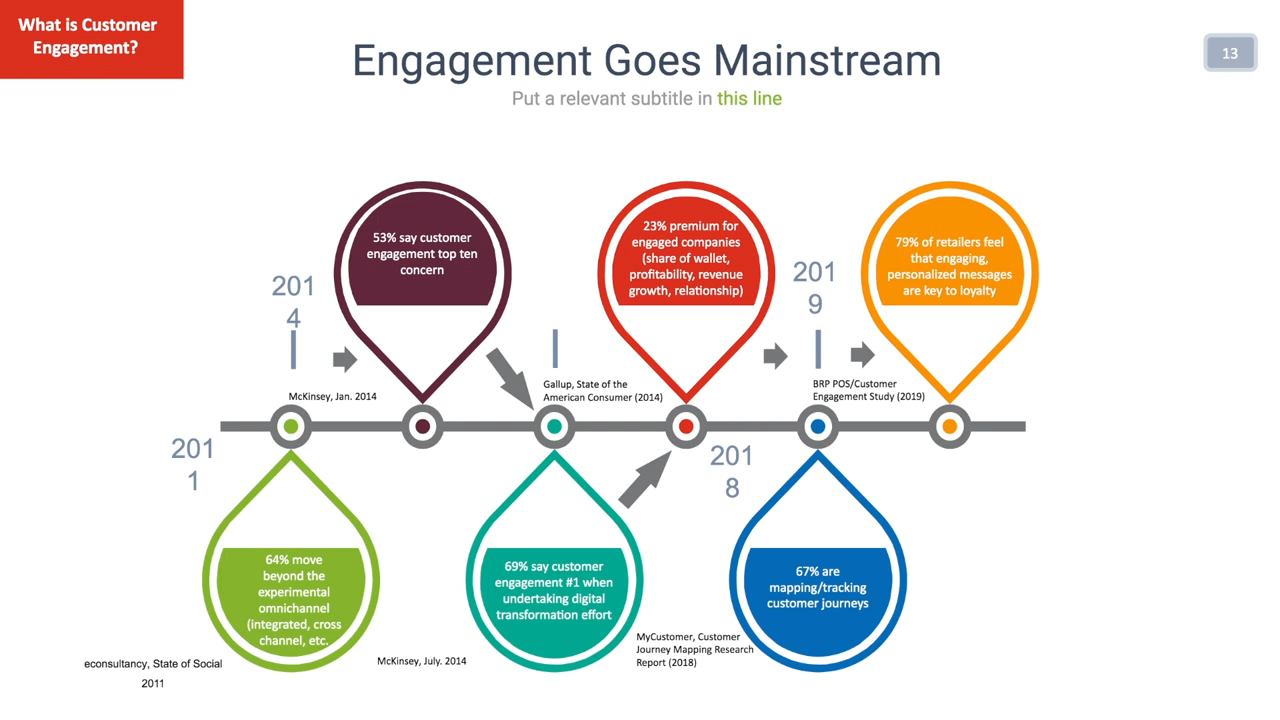 What is Customer
Engagement?
Engagement Goes Mainstream
Put a relevant subtitle in this line
13
53% say customer
engagement top ten
concern
23% premium for
engaged companies
(share of wallet,
profitability, revenue
growth, relationship)
79% of retailers feel
that engaging,
personalized messages
are key to loyalty
201
4
201
9
McKinsey, Jan. 2014
Gallup, State of the
American Consumer (2014)
BRP POS/Customer
Engagement Study (2019)
201
1
201
8
64% move
beyond the
experimental
omnichannel
(integrated, cross
channel, etc.
69% say customer
engagement #1 when
undertaking digital
transformation effort
67% are
mapping/tracking
customer journeys
econsultancy, State of Social
2011
McKinsey, July. 2014
MyCustomer, Customer
Journey Mapping Research
Report (2018)